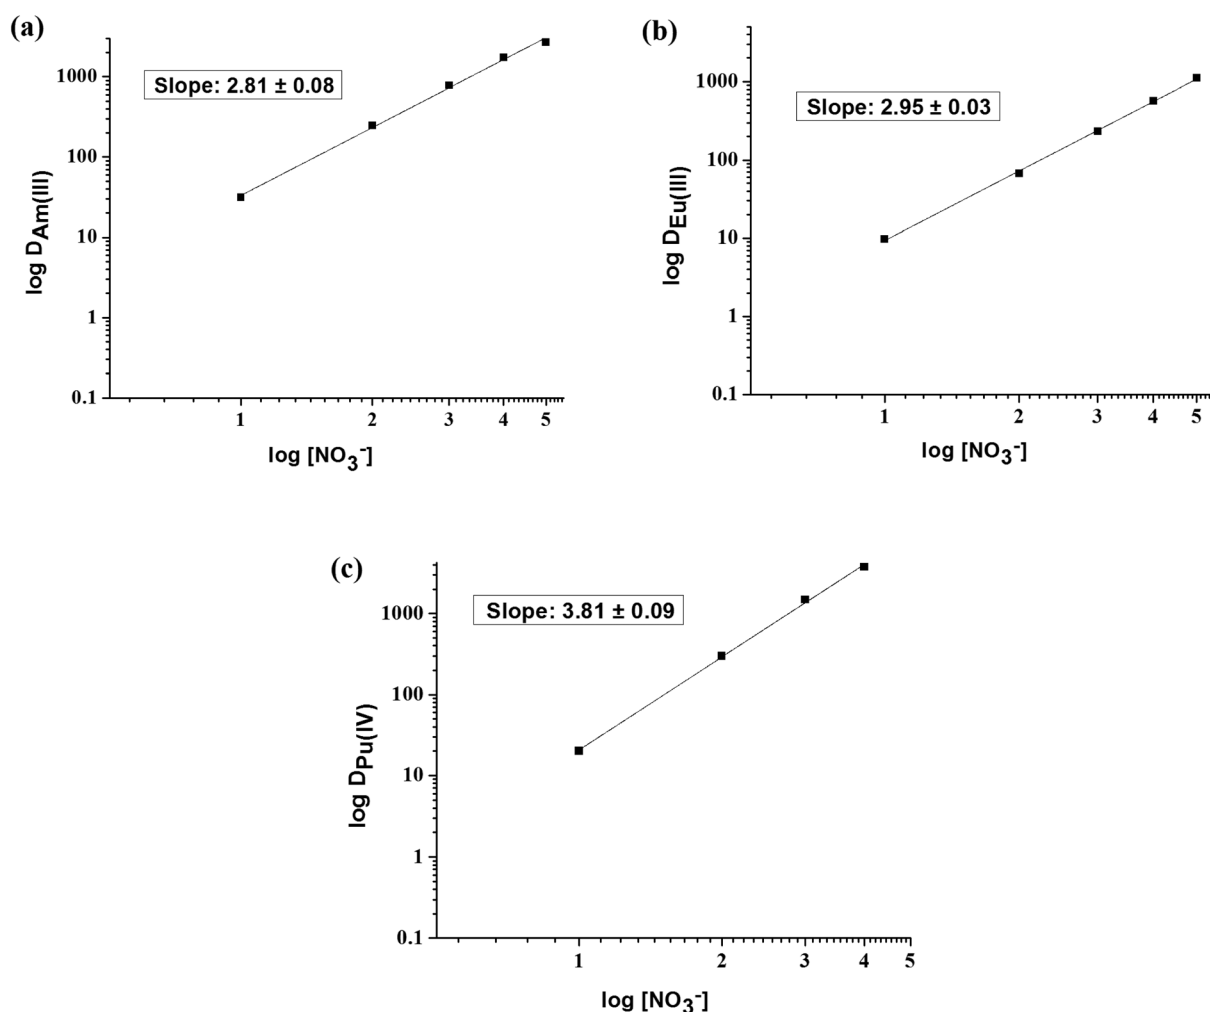 (a)
Slope: 2.81 ± 0.08
log D_Am(III)
1000
100
10
1
0.1
1 2 3 4 5
log [NO₃⁻]
(b)
Slope: 2.95 ± 0.03
log D_Eu(III)
1000
100
10
1
0.1
1 2 3 4 5
log [NO₃⁻]
(c)
Slope: 3.81 ± 0.09
log D_Pu(IV)
1000
100
10
1
0.1
1 2 3 4 5
log [NO₃⁻]